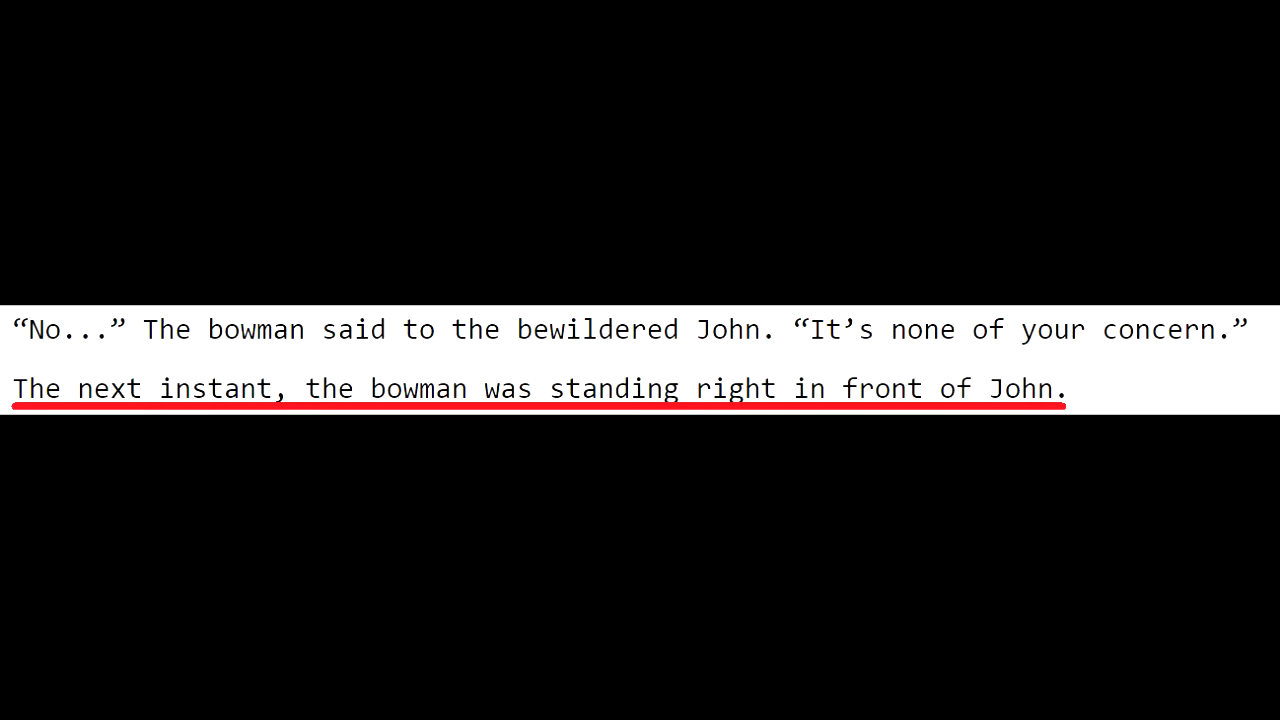 “No...” The bowman said to the bewildered John. “It’s none of your concern.”
The next instant, the bowman was standing right in front of John.